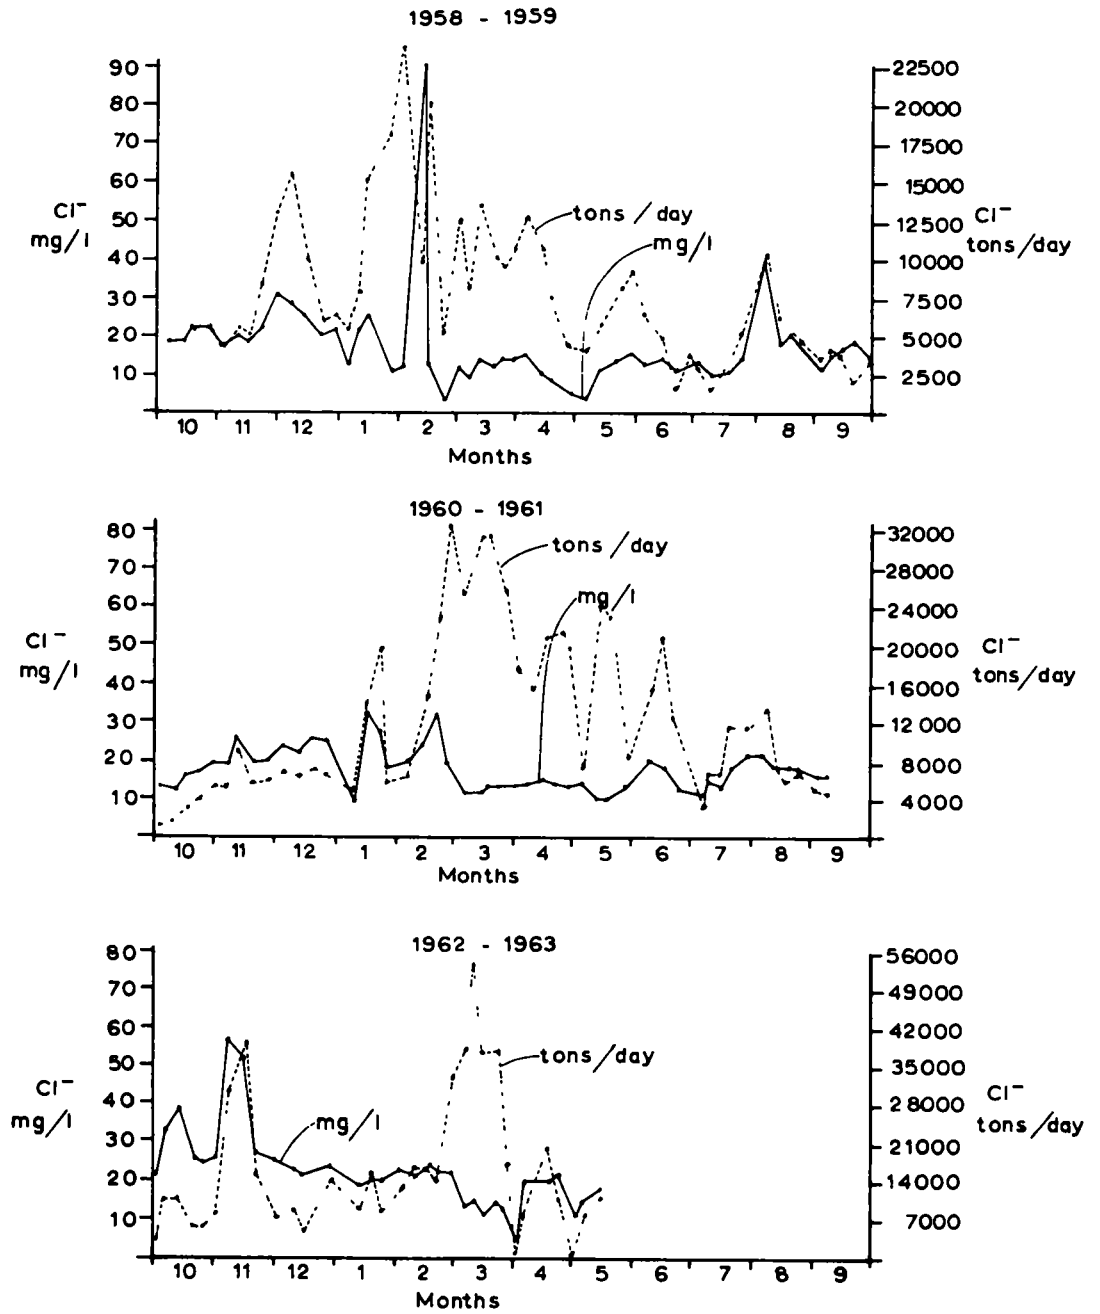 1958 - 1959
90
80
70
60
50
40
30
20
10
Cl⁻
mg/l
22500
20000
17500
15000
12500
10000
7500
5000
2500
Cl⁻
tons/day
tons/day
mg/l
10 11 12 1 2 3 4 5 6 7 8 9
Months
1960 - 1961
80
70
60
50
40
30
20
10
Cl⁻
mg/l
32000
28000
24000
20000
16000
12000
8000
4000
Cl⁻
tons/day
tons/day
mg/l
10 11 12 1 2 3 4 5 6 7 8 9
Months
1962 - 1963
80
70
60
50
40
30
20
10
Cl⁻
mg/l
56000
49000
42000
35000
28000
21000
14000
7000
Cl⁻
tons/day
tons/day
mg/l
10 11 12 1 2 3 4 5 6 7 8 9
Months